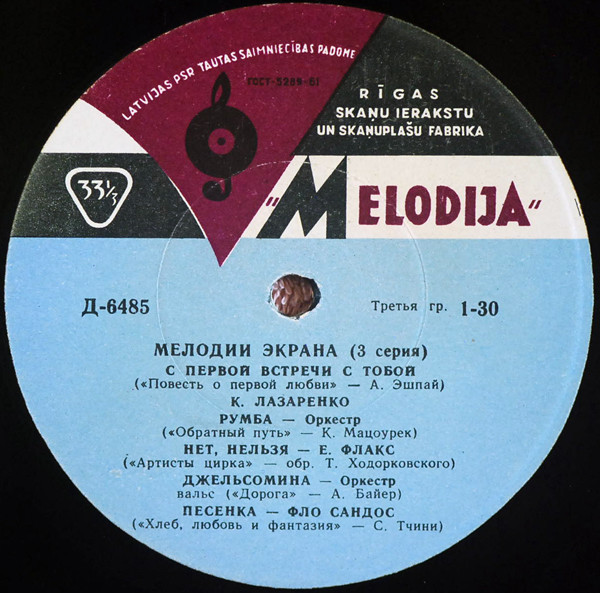 LATVIJAS PSR TAUTAS SAIMNIECĪBAS PADOME
ГОСТ-5289-61
RĪGAS
SKAŅU IERAKSTU
UN SKAŅUPLAŠU FABRIKA
33⅓
"MELODIJA"
Д-6485
Третья гр. 1-30
МЕЛОДИИ ЭКРАНА (3 серия)
С ПЕРВОЙ ВСТРЕЧИ С ТОБОЙ
(«Повесть о первой любви» — А. Эшпай)
К. ЛАЗАРЕНКО
РУМБА — Оркестр
(«Обратный путь» — К. Мацоурек)
НЕТ, НЕЛЬЗЯ — Е. ФЛАКС
(«Артисты цирка» — обр. Т. Ходорковского)
ДЖЕЛЬСОМИНА — Оркестр
вальс («Дорога» — А. Байер)
ПЕСЕНКА — ФЛО САНДОС
(«Хлеб, любовь и фантазия» — С. Тчини)